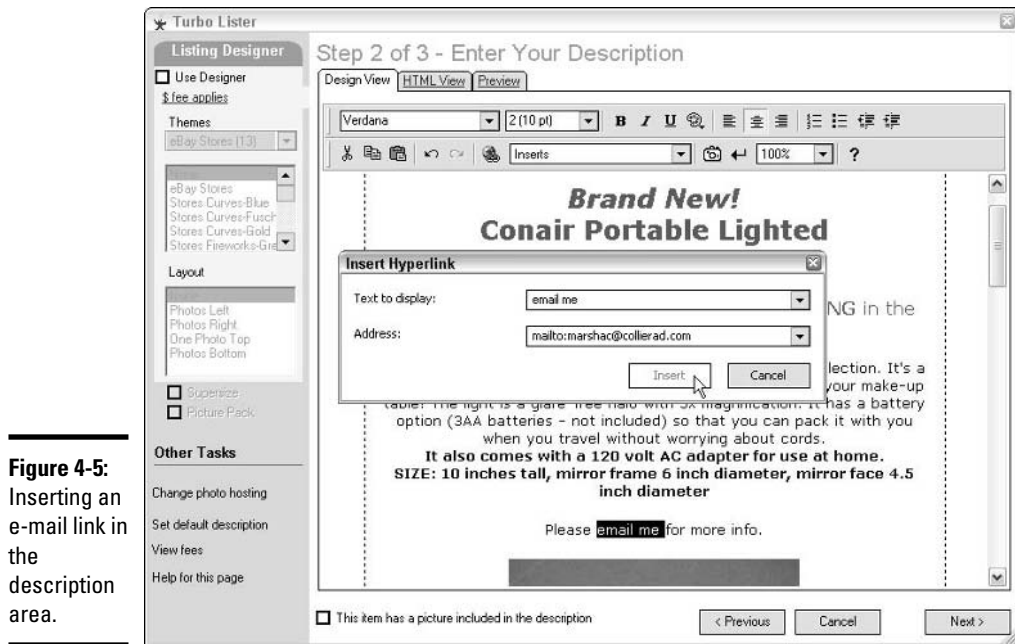 Turbo Lister
Listing Designer
Use Designer
$ fee applies
Themes
eBay Stores (13)
None
eBay Stores
Stores Curves-Blue
Stores Curves-Fusch
Stores Curves-Gold
Stores Fireworks-Gre
Layout
Photos Left
Photos Right
One Photo Top
Photos Bottom
Supersize
Picture Pack
Other Tasks
Change photo hosting
Set default description
View fees
Help for this page
Step 2 of 3 - Enter Your Description
Design View HTML View Preview
Verdana 2 (10 pt) B I U
Inserts 100% ?
Brand New!
Conair Portable Lighted
Insert Hyperlink
Text to display: email me
Address: mailto:marshac@collierad.com
Insert Cancel
NG in the
lection. It's a
your make-up
table! The light is a glare free halo with 5x magnification. It has a battery
option (3AA batteries - not included) so that you can pack it with you
when you travel without worrying about cords.
It also comes with a 120 volt AC adapter for use at home.
SIZE: 10 inches tall, mirror frame 6 inch diameter, mirror face 4.5
inch diameter
Please email me for more info.
This item has a picture included in the description
< Previous Cancel Next >
Figure 4-5:
Inserting an
e-mail link in
the
description
area.